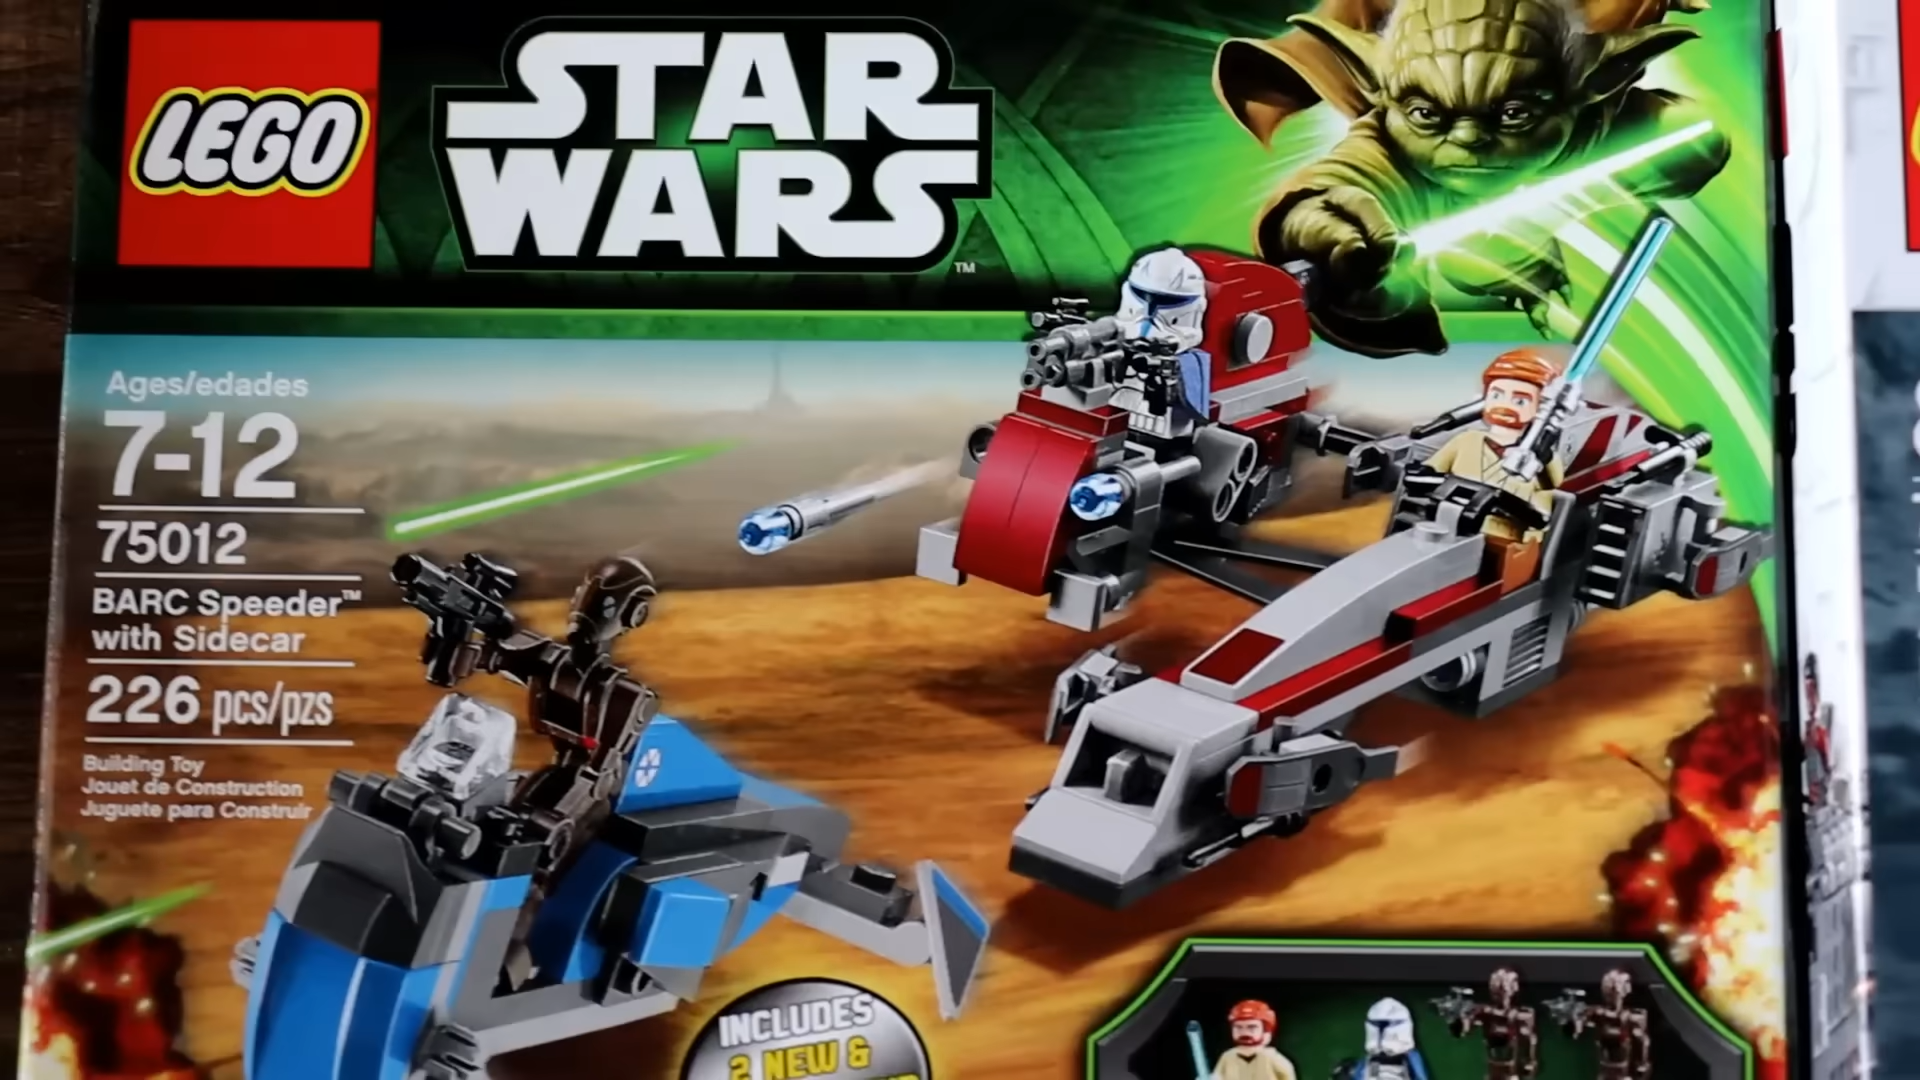 LEGO
STAR
WARS
TM
Ages/edades
7-12
75012
BARC Speeder™
with Sidecar
226 pcs/pzs
Building Toy
Jouet de Construction
Juguete para Construir
INCLUDES
2 NEW &